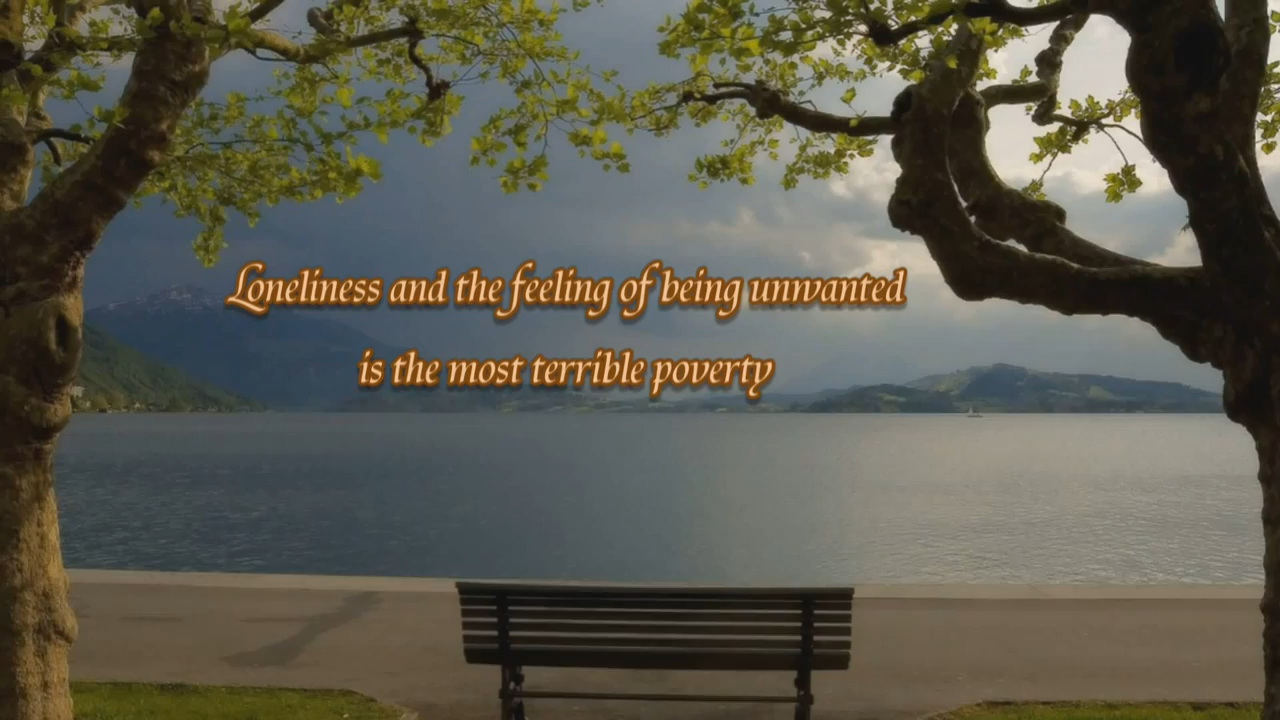 Loneliness and the feeling of being unwanted
is the most terrible poverty